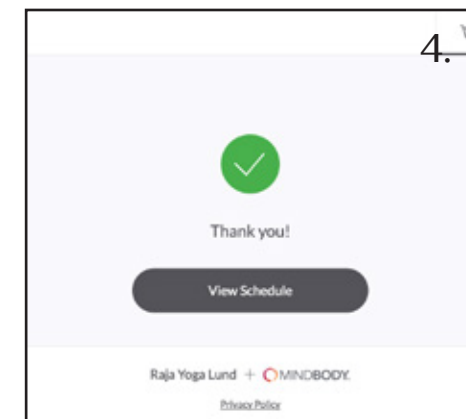 4.
Thank you!
View Schedule
Raja Yoga Lund + MINDBODY.
Privacy Policy